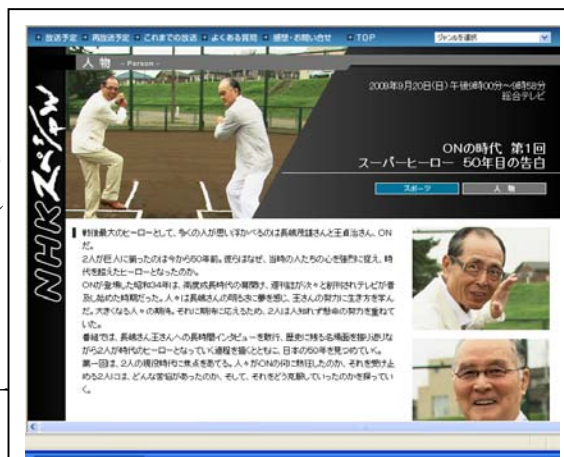 放送予定 再放送予定 これまでの放送 よくある質問 感想・お問い合せ TOP
ジャンルを選択
人物 - Person -
NHKスペシャル
2009年9月20日(日) 午後9時00分~9時58分
総合テレビ
ONの時代 第1回
スーパーヒーロー 50年目の告白
スポーツ 人物
戦後最大のヒーローとして、多くの人が思い浮かべるのは長嶋茂雄さんと王貞治さん、ON
だ。
2人が巨人に揃ったのは今から50年前。彼らはなぜ、当時の人たちの心を強烈に捉え、時
代を超えたヒーローとなったのか。
ONが登場した昭和34年は、高度成長時代の幕開け、週刊誌が次々と創刊されテレビが普
及し始めた時期だった。人々は長嶋さんの明るさに夢を感じ、王さんの努力に生き方を学ん
だ。大きくなる人々の期待。それに期待に応えるため、2人は人知れず懸命の努力を重ねて
いた。
番組では、長嶋さん王さんへの長時間インタビューを敢行、歴史に残る名場面を振り返りな
がら2人が時代のヒーローとなっていく過程を描くとともに、日本の50年を見つめていく。
第一回は、2人の現役時代に焦点をあてる。人々がONの何に熱狂したのか、それを受け止
める2人には、どんな苦悩があったのか、そして、それをどう克服していったのかを探ってい
く。